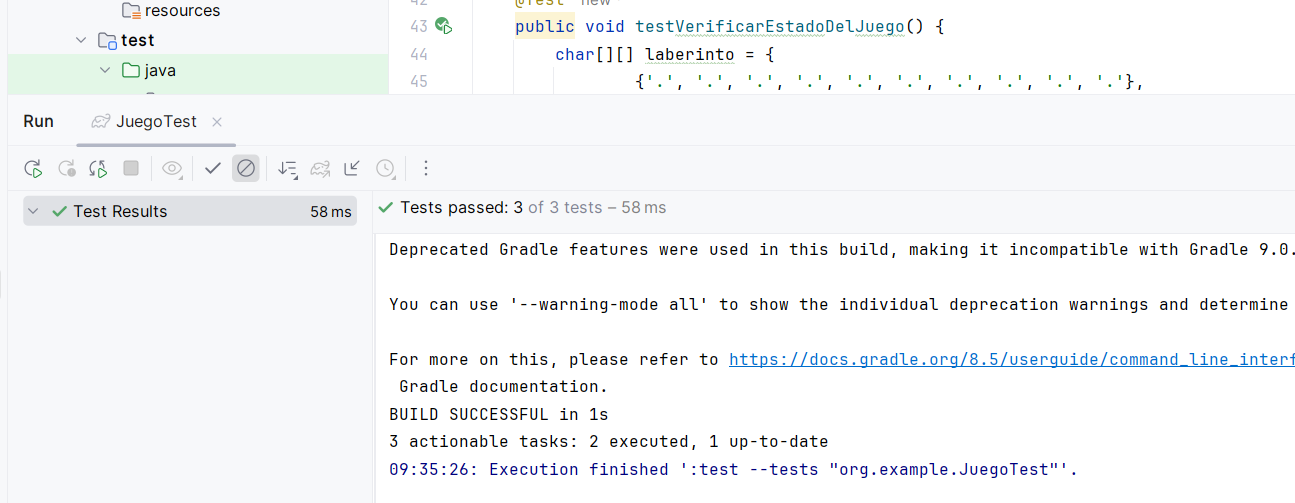 resources
42 @Test new *
test
43 public void testVerificarEstadoDelJuego() {
44 char[][] laberinto = {
java
45 {'.', '.', '.', '.', '.', '.', '.', '.', '.', '.'},
Run JuegoTest
Test Results 58 ms
Tests passed: 3 of 3 tests – 58 ms
Deprecated Gradle features were used in this build, making it incompatible with Gradle 9.0.
You can use '--warning-mode all' to show the individual deprecation warnings and determine
For more on this, please refer to https://docs.gradle.org/8.5/userguide/command_line_interf
Gradle documentation.
BUILD SUCCESSFUL in 1s
3 actionable tasks: 2 executed, 1 up-to-date
09:35:26: Execution finished ':test --tests "org.example.JuegoTest"'.